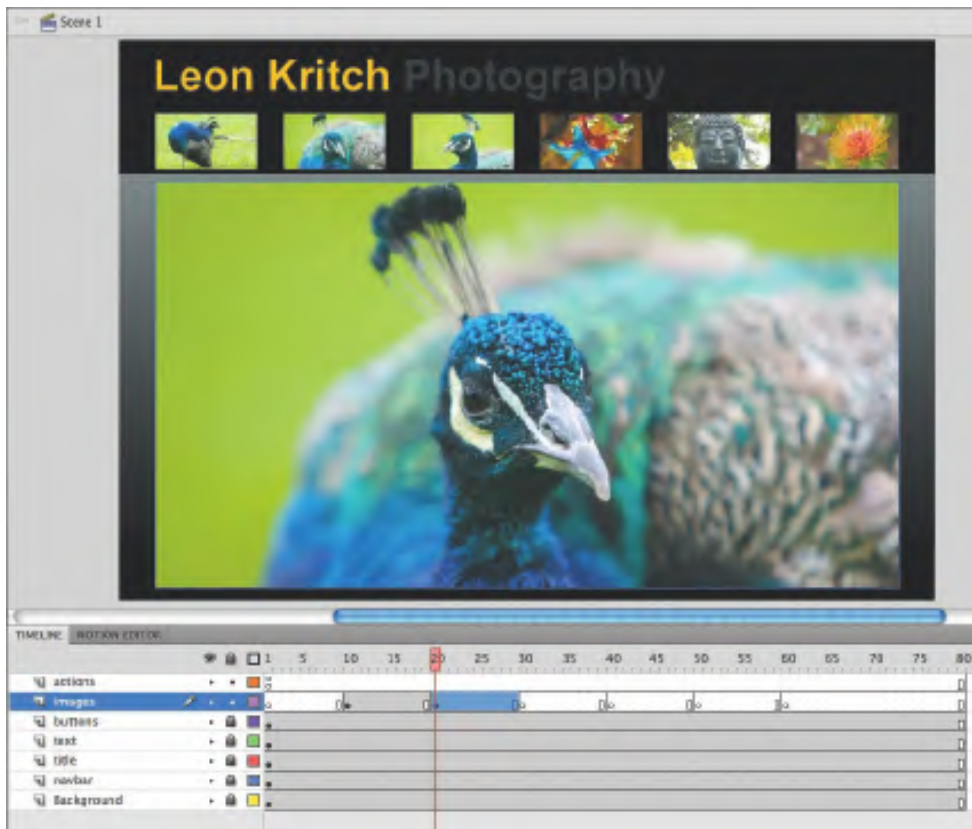 Scene 1
Leon Kritch Photography
TIMELINE MOTION EDITOR
1 5 10 15 20 25 30 35 40 45 50 55 60 65 70 75 80
actions
images
buttons
text
title
navbar
Background